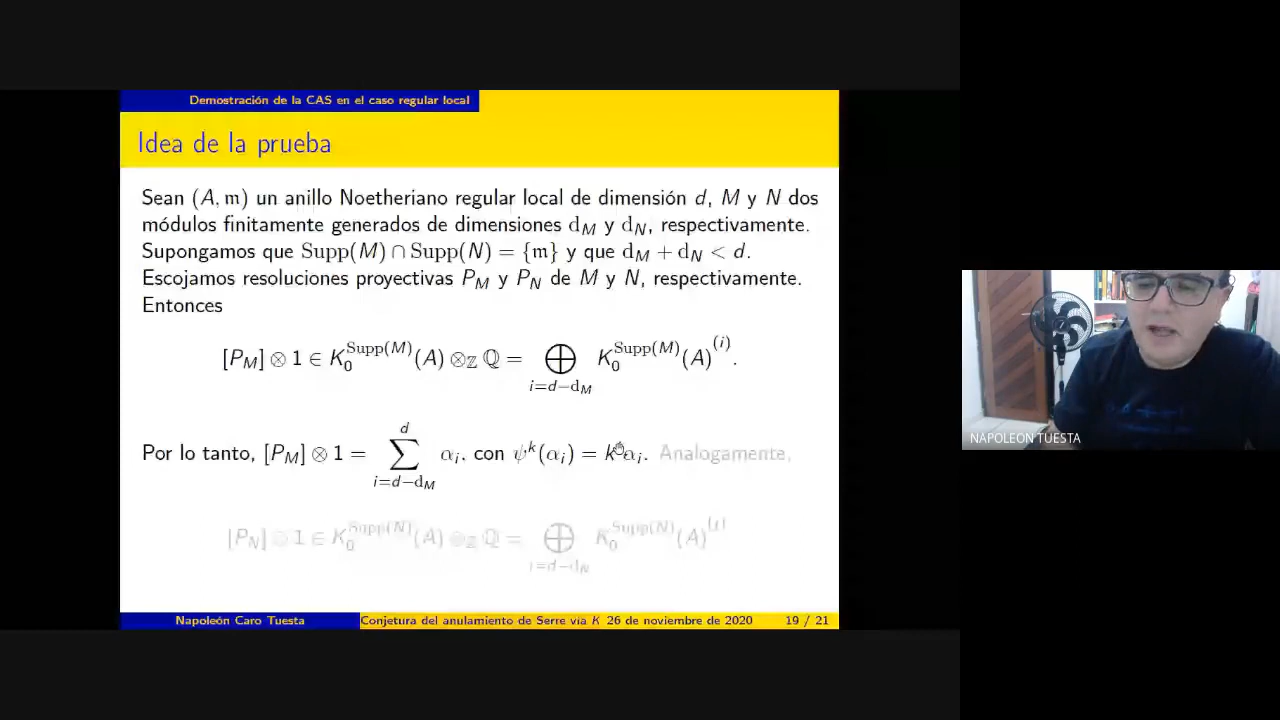 Demostración de la CAS en el caso regular local
Idea de la prueba
Sean (A, 𝔪) un anillo Noetheriano regular local de dimensión d, M y N dos
módulos finitamente generados de dimensiones d_M y d_N, respectivamente.
Supongamos que Supp(M) ∩ Supp(N) = {𝔪} y que d_M + d_N < d.
Escojamos resoluciones proyectivas P_M y P_N de M y N, respectivamente.
Entonces
[P_M] ⊗ 1 ∈ K_0^{Supp(M)}(A) ⊗_ℤ ℚ = ⊕_{i=d−d_M} K_0^{Supp(M)}(A)^{(i)}.
Por lo tanto, [P_M] ⊗ 1 = ∑_{i=d−d_M}^{d} α_i, con ψ^k(α_i) = k α_i. Analogamente,
[P_N] ⊗ 1 ∈ K_0^{Supp(N)}(A) ⊗_ℤ ℚ = ⊕_{i=d−d_N} K_0^{Supp(N)}(A)^{(i)}
Napoleón Caro Tuesta Conjetura del anulamiento de Serre vía K 26 de noviembre de 2020 19 / 21
NAPOLEON TUESTA